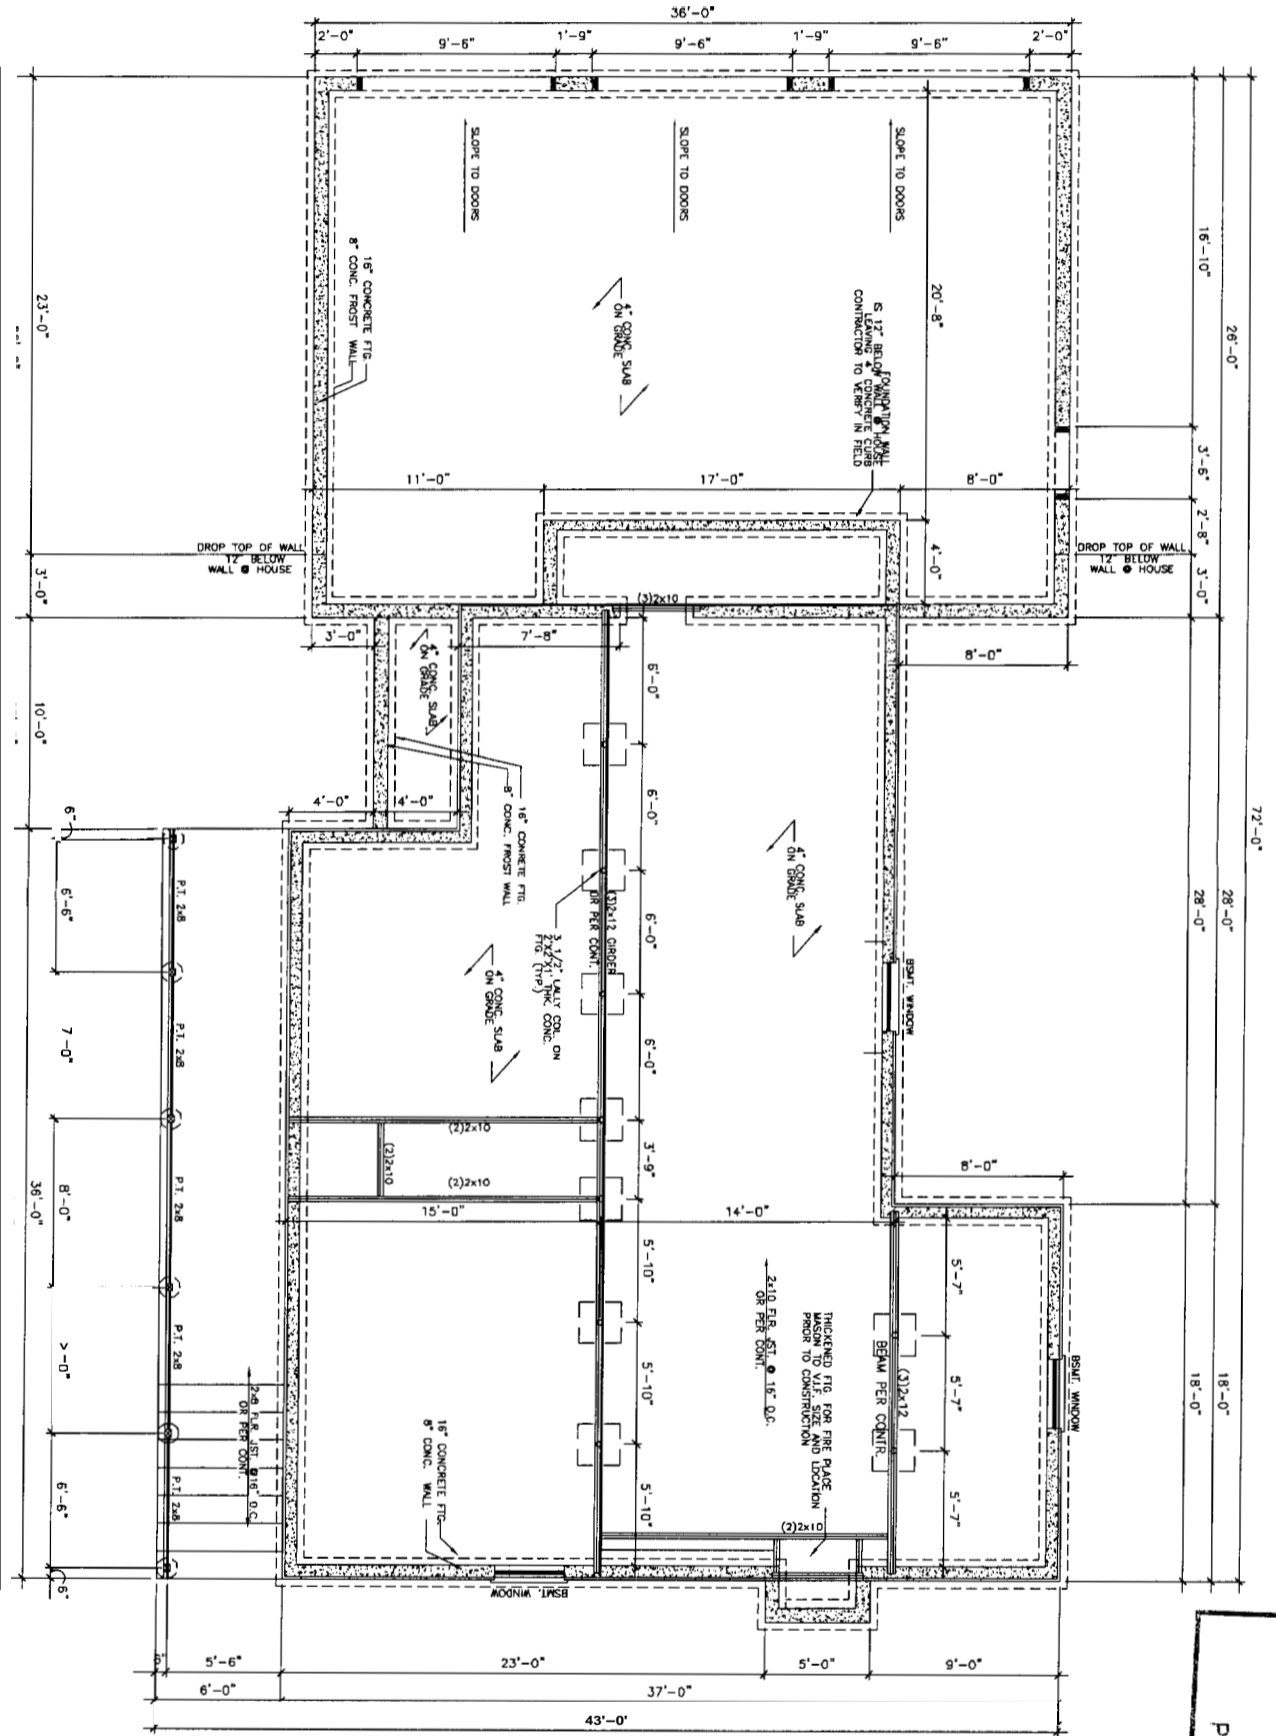 36'-0"
2'-0"
9'-6"
1'-9"
9'-6"
1'-9"
9'-6"
2'-0"
SLOPE TO DOORS
SLOPE TO DOORS
SLOPE TO DOORS
16'-10"
26'-0"
3'-6"
2'-8"
3'-0"
72'-0"
20'-8"
23'-0"
16" CONCRETE FTG.
8" CONC. FROST WALL
4" CONC. SLAB
ON GRADE
FOUNDATION WALL
IS 12" BELOW WALL @ HOUSE
LEAVING 4" CONCRETE CURB
CONTRACTOR TO VERIFY IN FIELD
11'-0"
17'-0"
8'-0"
4'-0"
DROP TOP OF WALL
12" BELOW
WALL @ HOUSE
DROP TOP OF WALL
12" BELOW
WALL @ HOUSE
3'-0"
(3)2x10
3'-0"
7'-8"
8'-0"
4" CONC. SLAB
ON GRADE
10'-0"
6'-0"
6'-0"
6'-0"
6'-0"
3'-9"
5'-10"
5'-10"
5'-10"
4'-0"
4'-0"
16" CONRETE FTG.
8" CONC. FROST WALL
4" CONC. SLAB
ON GRADE
28'-0"
28'-0"
(3)2x12 GIRDER
OR PER CONT.
3 1/2" LALLY COL. ON
2'X2'X1' THK. CONC.
FTG. (TYP.)
4" CONC. SLAB
ON GRADE
BSMT. WINDOW
6"
6'-6"
7'-0"
8'-0"
-0"
6'-6"
6"
36'-0"
P.T. 2x8
P.T. 2x8
P.T. 2x8
P.T. 2x8
P.T. 2x8
(2)2x10
(2)2x10
(2)2x10
15'-0"
14'-0"
8'-0"
5'-7"
5'-7"
5'-7"
18'-0"
18'-0"
2x10 FLR. JST. @ 16" O.C.
OR PER CONT.
THICKENED FTG. FOR FIRE PLACE
MASON TO V.I.F. SIZE AND LOCATION
PRIOR TO CONSTRUCTION
(3)2x12
BEAM PER CONTR.
BSMT. WINDOW
2x8 FLR. JST. @ 16" O.C.
OR PER CONT.
16" CONCRETE FTG.
8" CONC. WALL
(2)2x10
BSMT. WINDOW
5'-6"
23'-0"
5'-0"
9'-0"
6'-0"
37'-0"
43'-0'
P